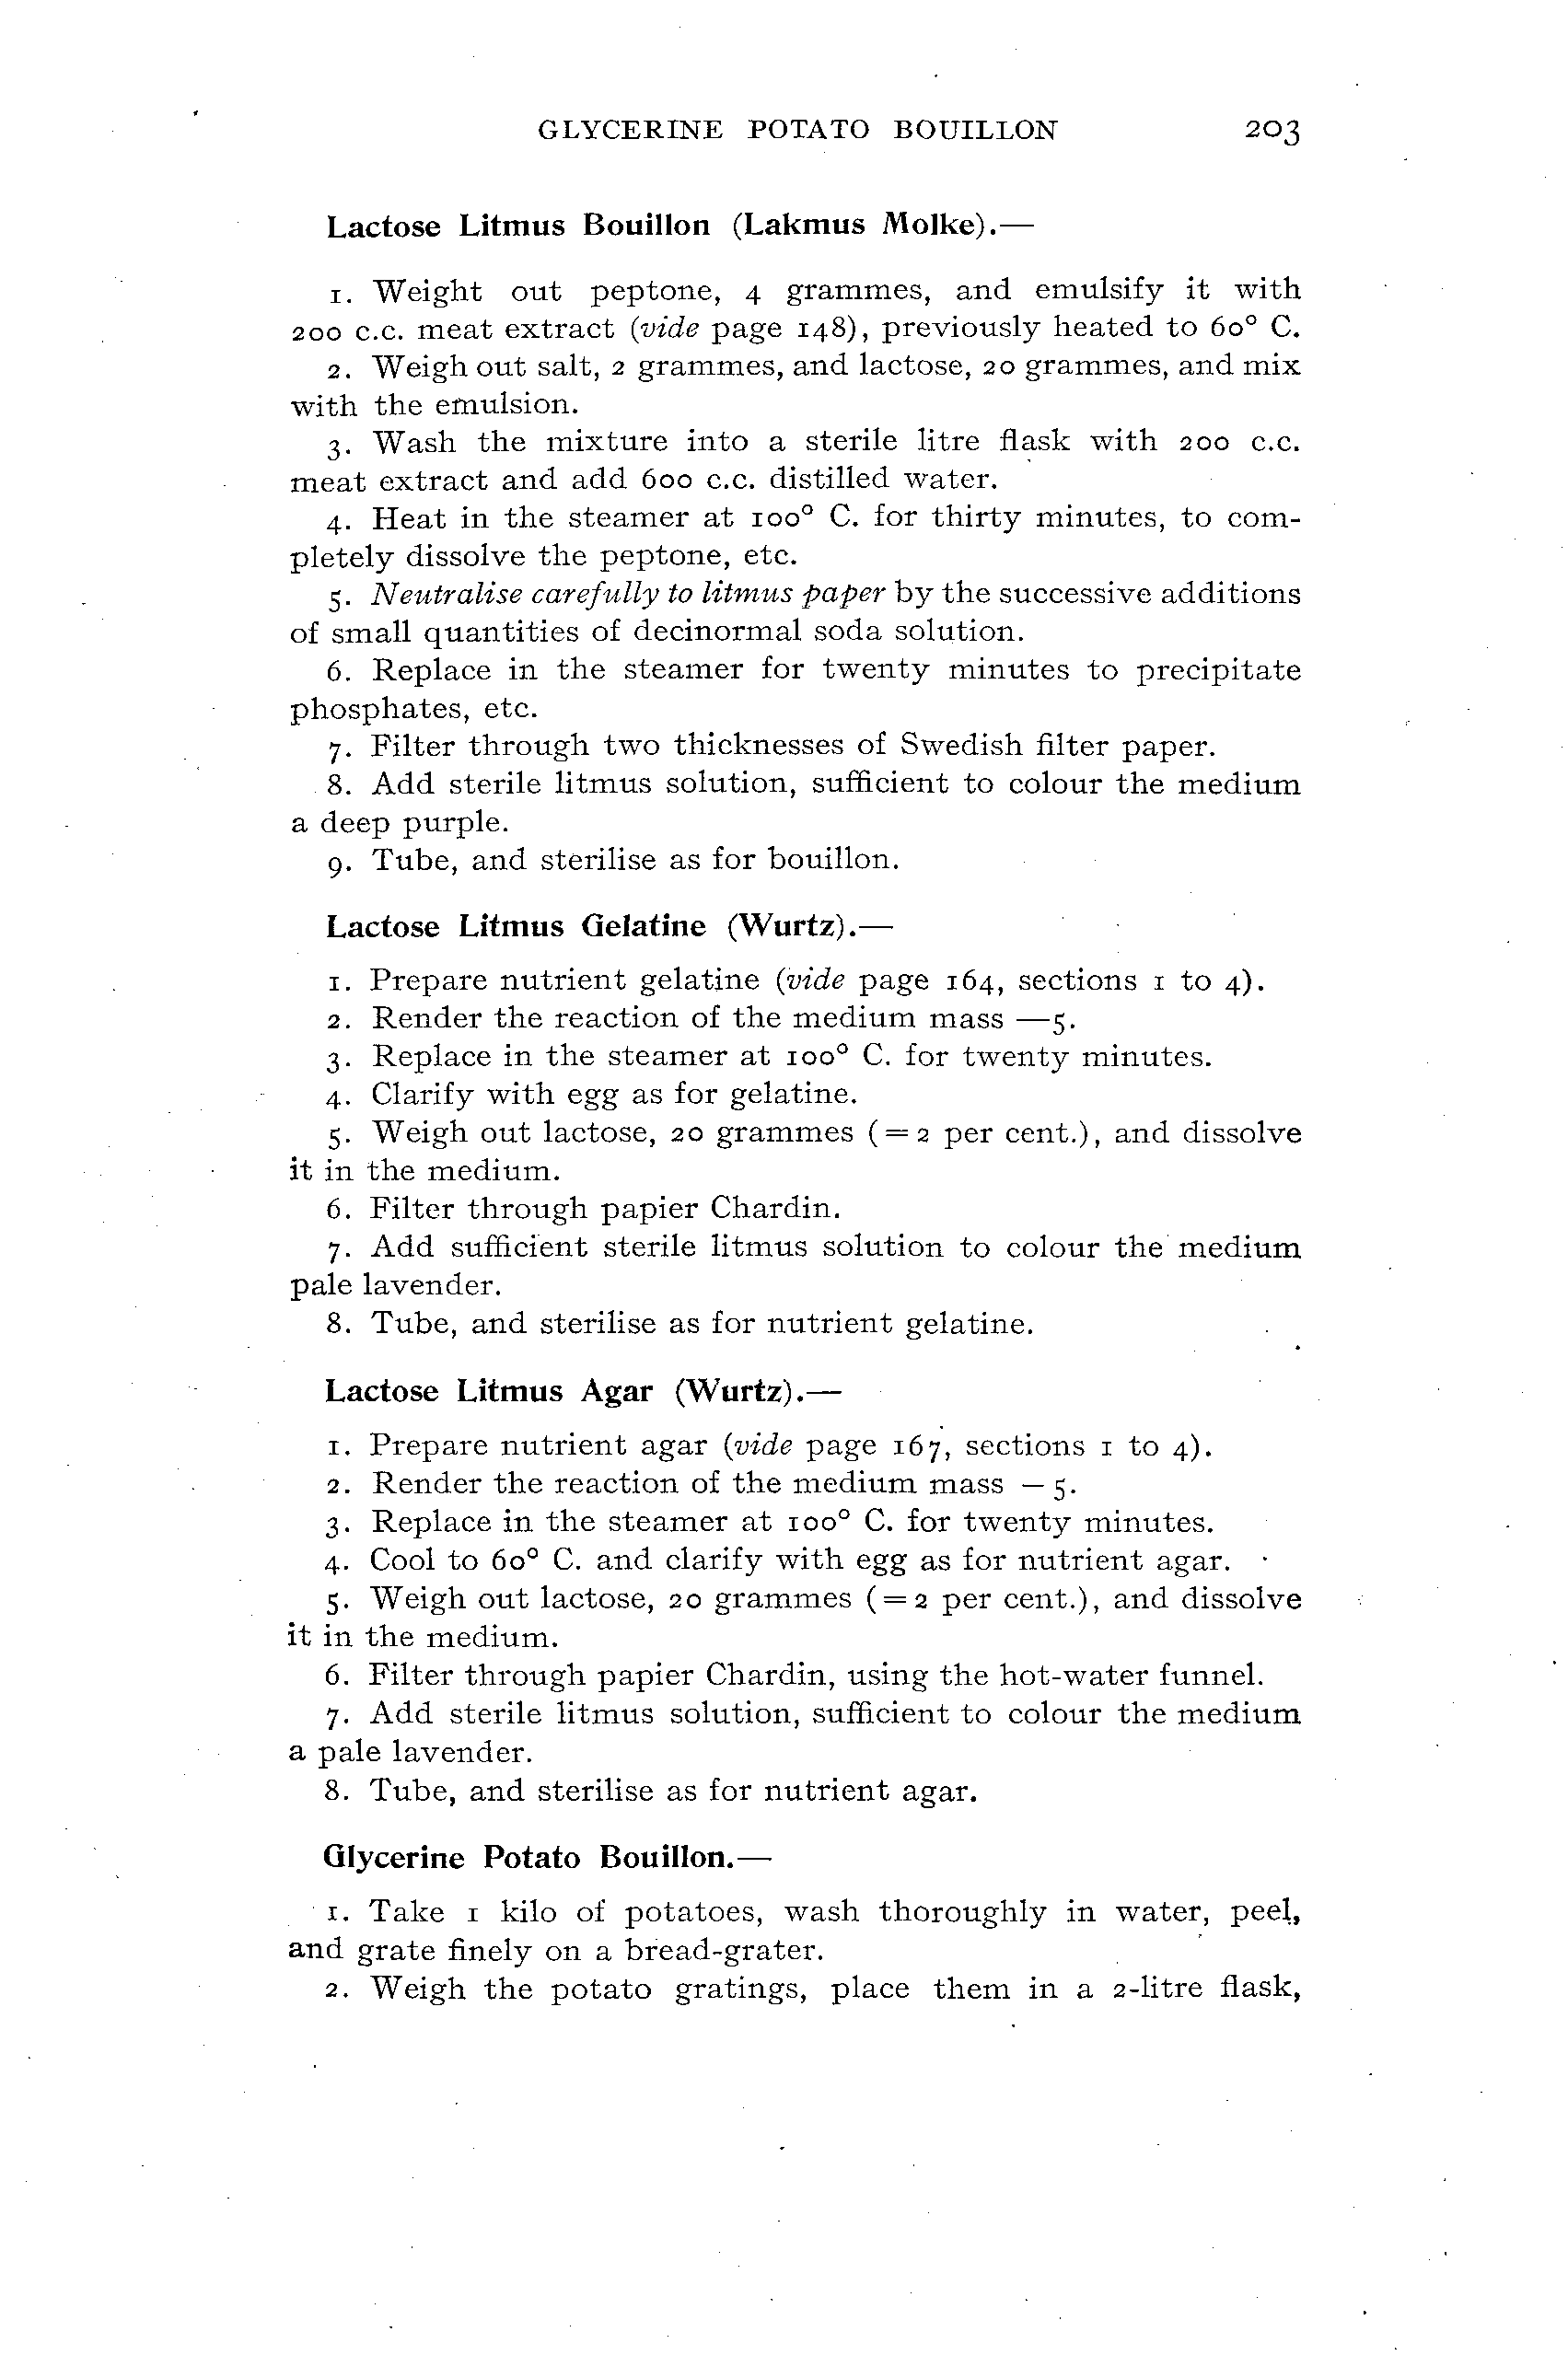 GLYCERINE POTATO BOUILLON 203
Lactose Litmus Bouillon (Lakmus Molke).—
1. Weight out peptone, 4 grammes, and emulsify it with
200 c.c. meat extract (vide page 148), previously heated to 60° C.
2. Weigh out salt, 2 grammes, and lactose, 20 grammes, and mix
with the emulsion.
3. Wash the mixture into a sterile litre flask with 200 c.c.
meat extract and add 600 c.c. distilled water.
4. Heat in the steamer at 100° C. for thirty minutes, to com-
pletely dissolve the peptone, etc.
5. Neutralise carefully to litmus paper by the successive additions
of small quantities of decinormal soda solution.
6. Replace in the steamer for twenty minutes to precipitate
phosphates, etc.
7. Filter through two thicknesses of Swedish filter paper.
8. Add sterile litmus solution, sufficient to colour the medium
a deep purple.
9. Tube, and sterilise as for bouillon.
Lactose Litmus Gelatine (Wurtz).—
1. Prepare nutrient gelatine (vide page 164, sections 1 to 4).
2. Render the reaction of the medium mass —5.
3. Replace in the steamer at 100° C. for twenty minutes.
4. Clarify with egg as for gelatine.
5. Weigh out lactose, 20 grammes (= 2 per cent.), and dissolve
it in the medium.
6. Filter through papier Chardin.
7. Add sufficient sterile litmus solution to colour the medium
pale lavender.
8. Tube, and sterilise as for nutrient gelatine.
Lactose Litmus Agar (Wurtz).—
1. Prepare nutrient agar (vide page 167, sections 1 to 4).
2. Render the reaction of the medium mass — 5.
3. Replace in the steamer at 100° C. for twenty minutes.
4. Cool to 60° C. and clarify with egg as for nutrient agar.
5. Weigh out lactose, 20 grammes (= 2 per cent.), and dissolve
it in the medium.
6. Filter through papier Chardin, using the hot-water funnel.
7. Add sterile litmus solution, sufficient to colour the medium
a pale lavender.
8. Tube, and sterilise as for nutrient agar.
Glycerine Potato Bouillon.—
1. Take 1 kilo of potatoes, wash thoroughly in water, peel,
and grate finely on a bread-grater.
2. Weigh the potato gratings, place them in a 2-litre flask,